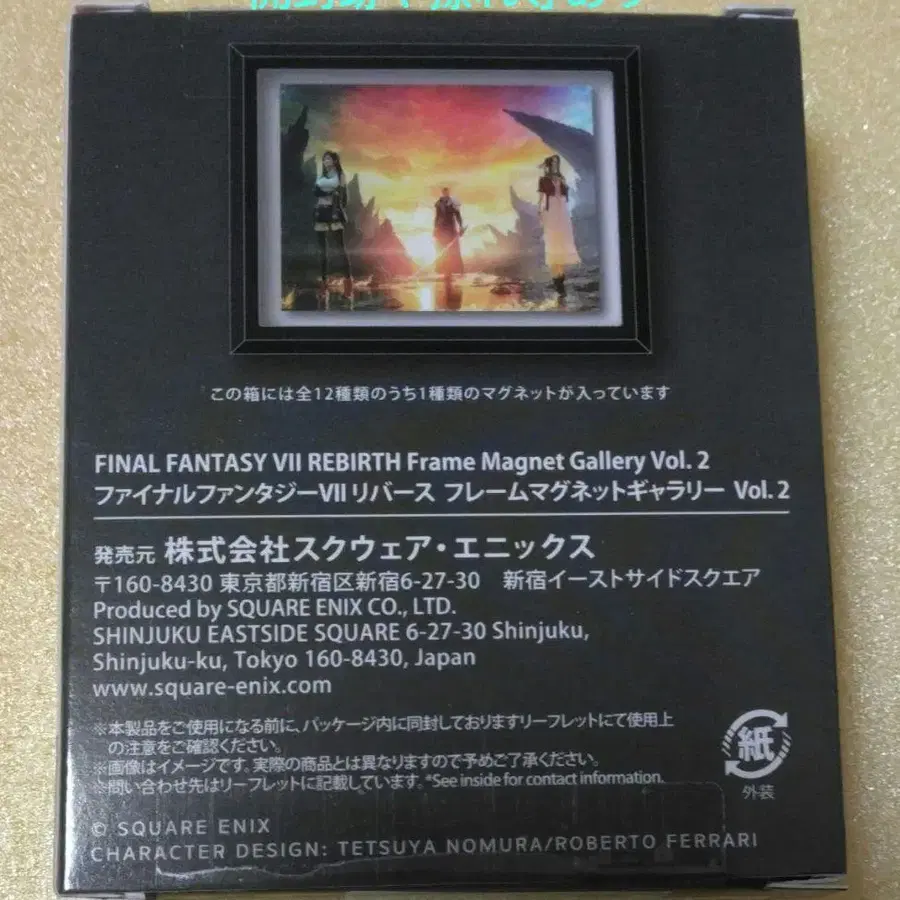 この箱には全12種類のうち1種類のマグネットが入っています
FINAL FANTASY VII REBIRTH Frame Magnet Gallery Vol. 2
ファイナルファンタジーVII リバース フレームマグネットギャラリー Vol. 2
発売元 株式会社スクウェア・エニックス
〒160-8430 東京都新宿区新宿6-27-30 新宿イーストサイドスクエア
Produced by SQUARE ENIX CO., LTD.
SHINJUKU EASTSIDE SQUARE 6-27-30 Shinjuku,
Shinjuku-ku, Tokyo 160-8430, Japan
www.square-enix.com
※本製品をご使用になる前に、パッケージ内に同封しておりますリーフレットにて使用上
の注意をご確認ください。
※画像はイメージです。実際の商品とは異なりますので予めご了承ください。
※問い合わせ先はリーフレットに記載しています。*See inside for contact information.
紙
外装
© SQUARE ENIX
CHARACTER DESIGN: TETSUYA NOMURA/ROBERTO FERRARI